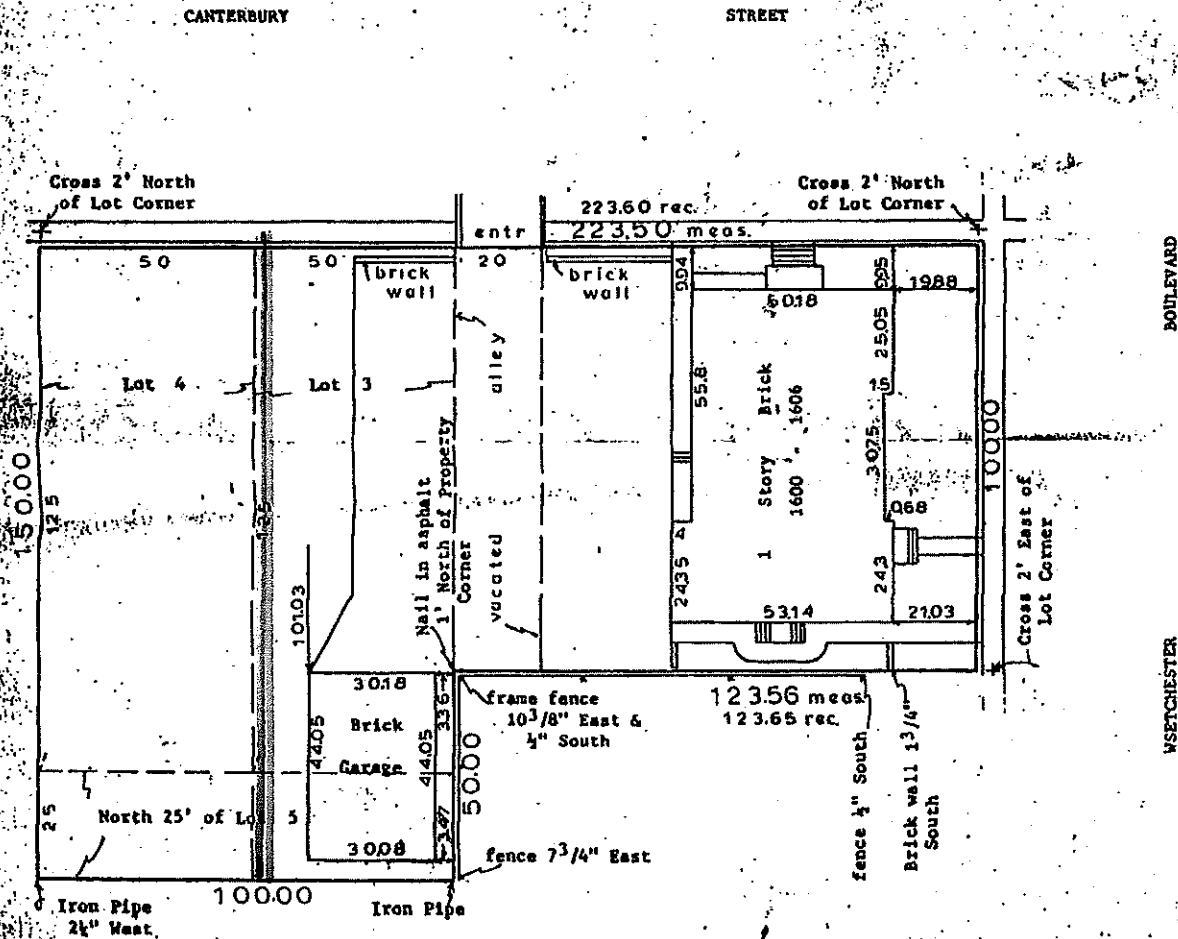 CANTERBURY STREET
Cross 2' North
of Lot Corner
Cross 2' North
of Lot Corner
223.60 rec.
223.50 meas.
entr
50
50
20
brick
wall
brick
wall
9.94
60.18
9.95
19.88
BOULEVARD
25.05
alley
Lot 4
Lot 3
55.8
1 Story Brick
1600 - 1606
1.5
30.75
100.00
150.00
125
125
Nail in asphalt
1' North of Property
Corner
vacated
0.68
4
24.35
24.3
53.14
21.03
Cross 2' East of
Lot Corner
101.03
30.18
3.36
frame fence
10 3/8" East &
½" South
123.56 meas.
123.65 rec.
WSETCHESTER
Brick
Garage
44.05
44.05
50.00
fence ½" South
Brick wall 1 3/4"
South
25
North 25' of Lot 5
3.47
30.08
fence 7 3/4" East
100.00
Iron Pipe
2½" West
Iron Pipe